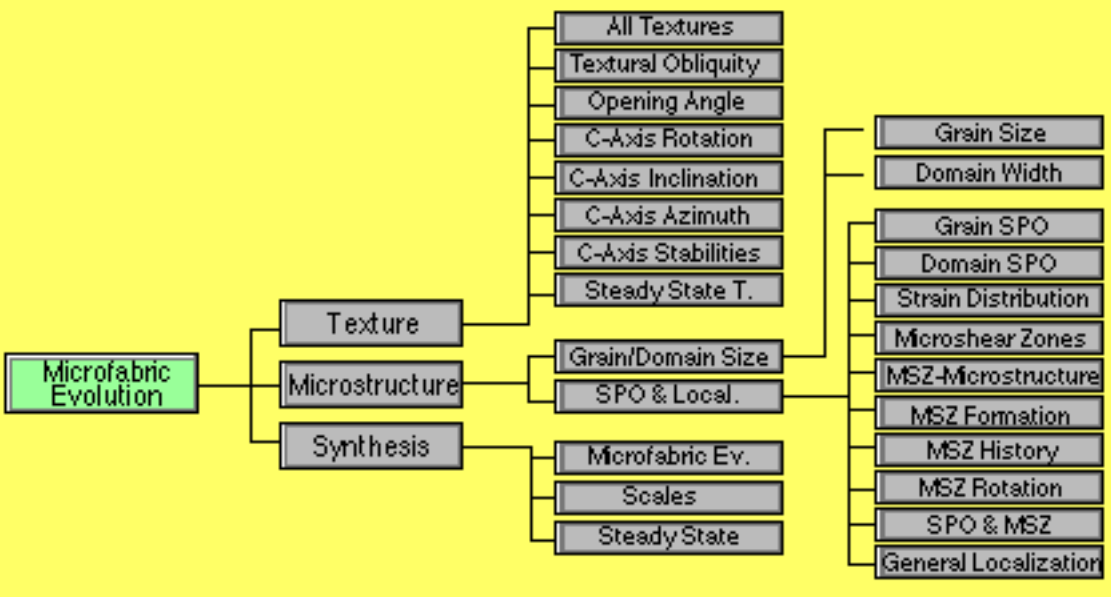 All Textures
Textural Obliquity
Opening Angle
C-Axis Rotation
C-Axis Inclination
C-Axis Azimuth
C-Axis Stabilities
Steady State T.
Grain Size
Domain Width
Grain SPO
Domain SPO
Strain Distribution
Microshear Zones
MSZ-Microstructure
MSZ Formation
MSZ History
MSZ Rotation
SPO & MSZ
General Localization
Texture
Microfabric
Evolution
Microstructure
Grain/Domain Size
SPO & Local.
Synthesis
Microfabric Ev.
Scales
Steady State